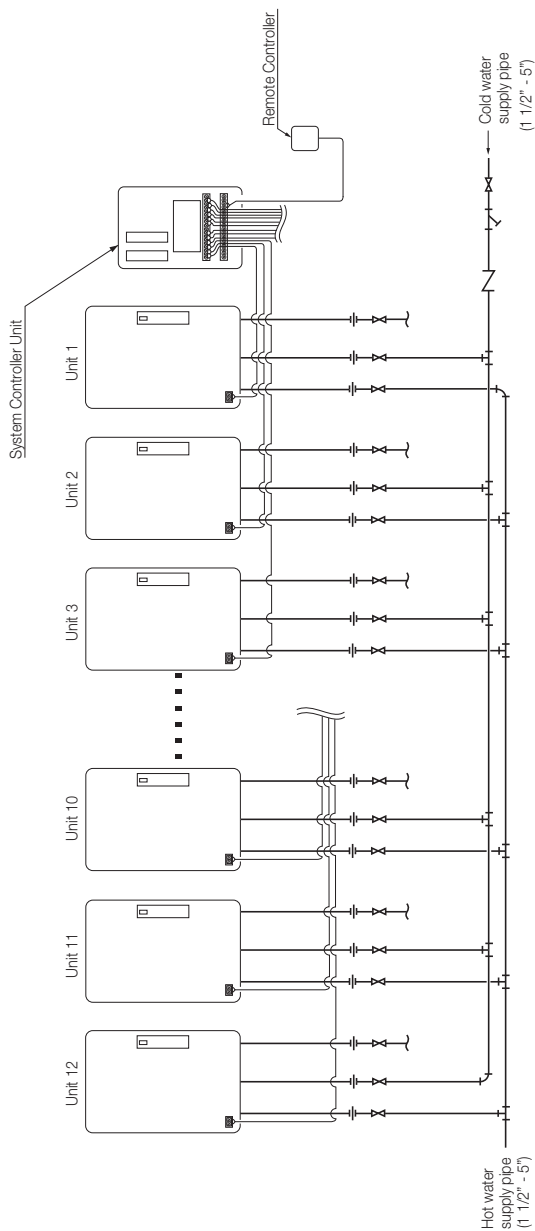 System Controller Unit
Remote Controller
Unit 1
Unit 2
Unit 3
Unit 10
Unit 11
Unit 12
Cold water
supply pipe
(1 1/2" - 5")
Hot water
supply pipe
(1 1/2" - 5")